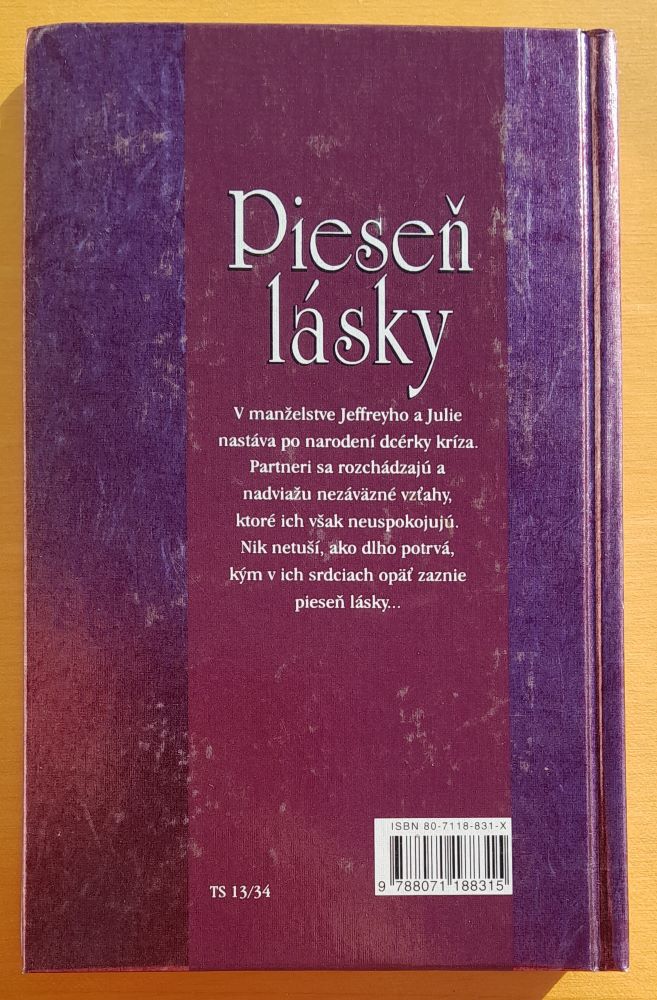 Pieseň
lásky
V manželstve Jeffreyho a Julie
nastáva po narodení dcérky kríza.
Partneri sa rozchádzajú a
nadviažu nezáväzné vzťahy,
ktoré ich však neuspokojujú.
Nik netuší, ako dlho potrvá,
kým v ich srdciach opäť zaznie
pieseň lásky...
ISBN 80-7118-831-X
9 788071 188315
TS 13/34